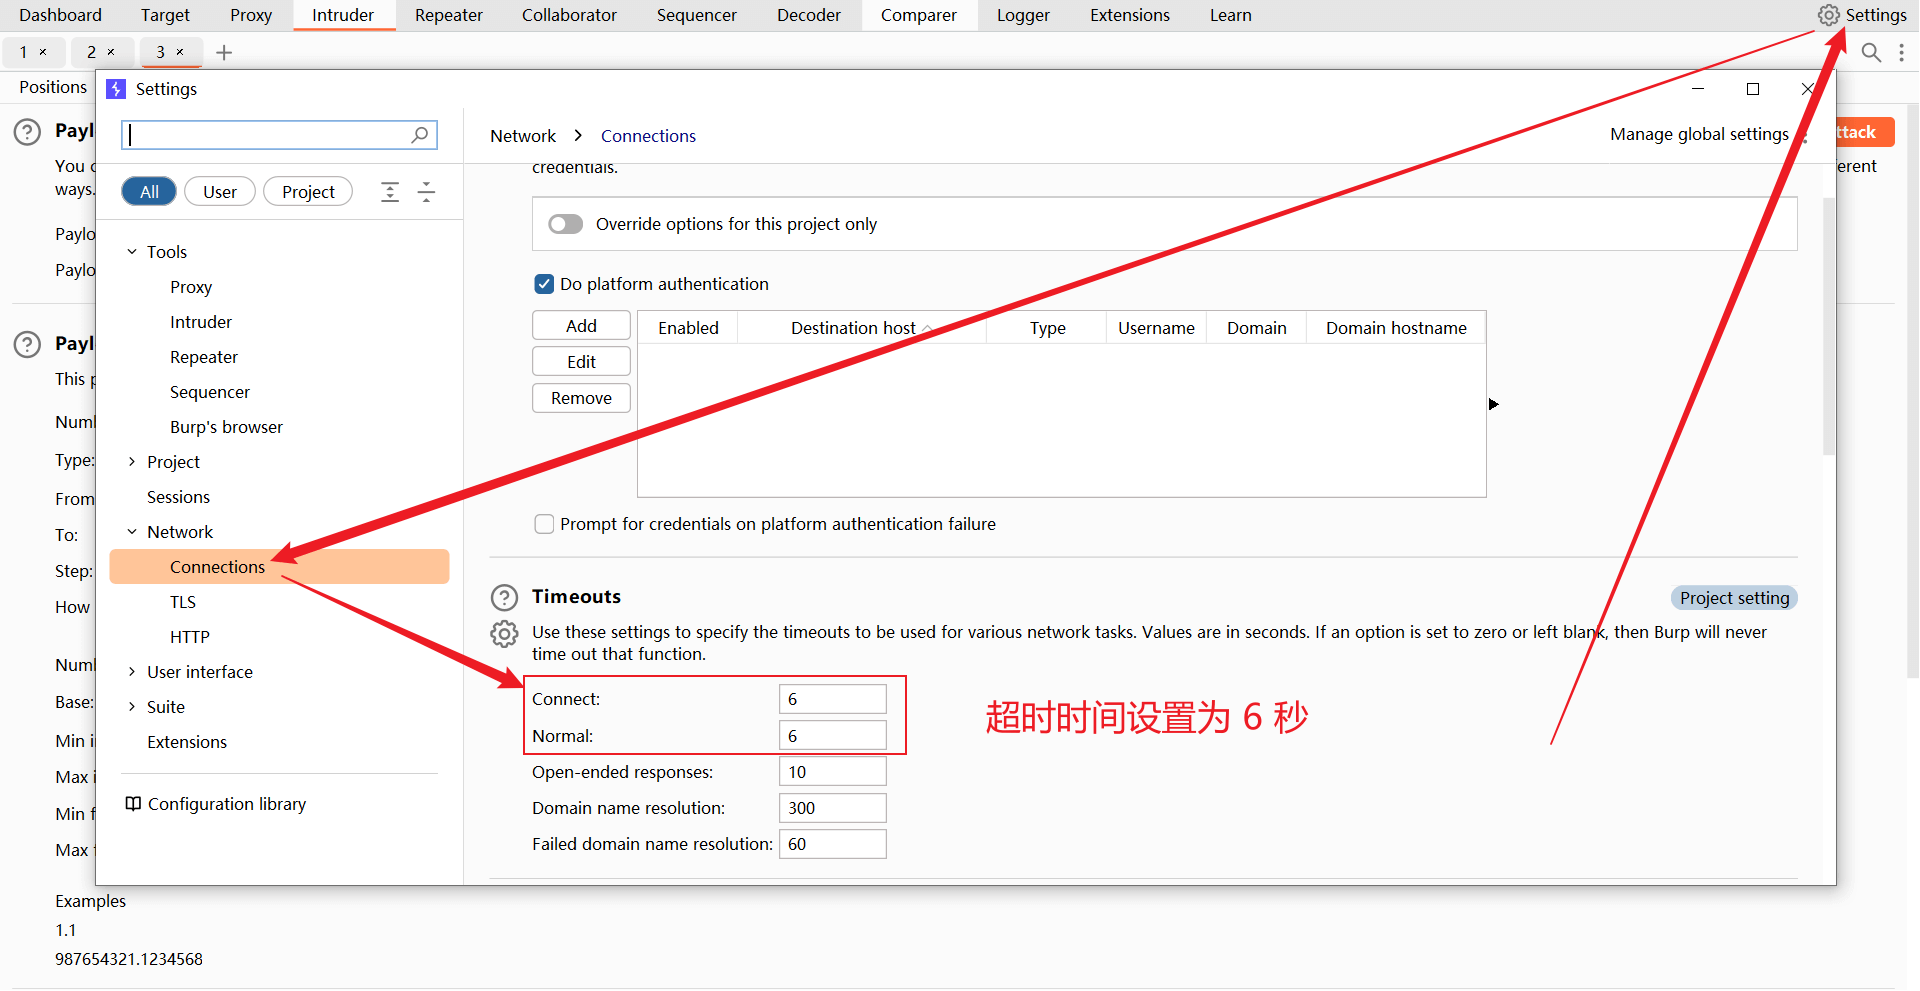 Dashboard Target Proxy Intruder Repeater Collaborator Sequencer Decoder Comparer Logger Extensions Learn Settings
1 × 2 × 3 × +
Positions
Settings
Network > Connections
Manage global settings
ttack
Payl
You c
ways.
erent
credentials.
All User Project
Override options for this project only
Paylo
Paylo
Tools
Proxy
Intruder
Repeater
Sequencer
Burp's browser
Project
Sessions
Network
Connections
TLS
HTTP
User interface
Suite
Extensions
Configuration library
Do platform authentication
Add
Edit
Remove
Enabled Destination host Type Username Domain Domain hostname
Prompt for credentials on platform authentication failure
Timeouts
Project setting
Use these settings to specify the timeouts to be used for various network tasks. Values are in seconds. If an option is set to zero or left blank, then Burp will never
time out that function.
Connect: 6
Normal: 6
Open-ended responses: 10
Domain name resolution: 300
Failed domain name resolution: 60
超时时间设置为 6 秒
Payl
This p
Numl
Type:
From
To:
Step:
How
Numl
Base:
Min i
Max i
Min f
Max f
Examples
1.1
987654321.1234568